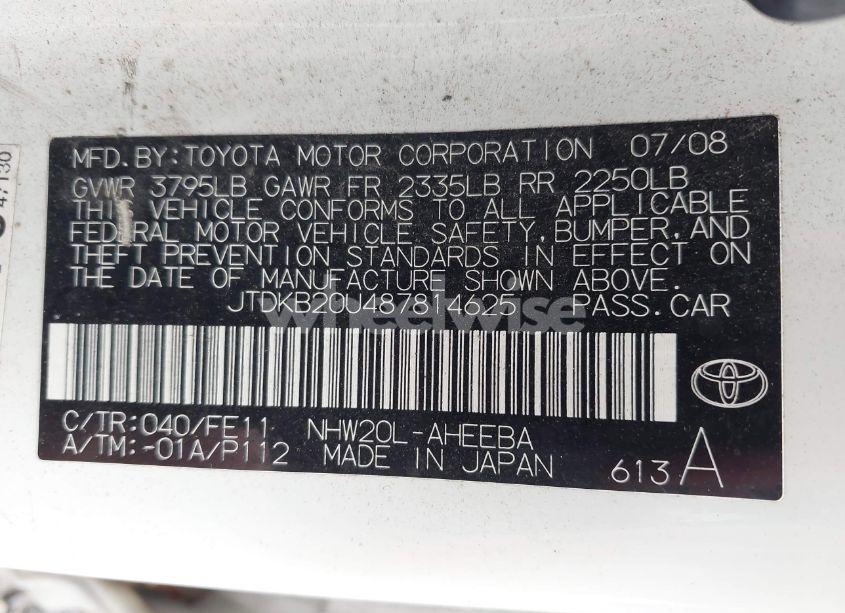 MFD.BY:TOYOTA MOTOR CORPORATION 07/08
GVWR 3795LB GAWR FR 2335LB RR 2250LB
THIS VEHICLE CONFORMS TO ALL APPLICABLE
FEDERAL MOTOR VEHICLE SAFETY,BUMPER,AND
THEFT PREVENTION STANDARDS IN EFFECT ON
THE DATE OF MANUFACTURE SHOWN ABOVE.
JTDKB20U487814625 PASS.CAR
wheelwise
C/TR:040/FE11 NHW20L-AHEEBA
A/TM:-01A/P112 MADE IN JAPAN
613A
47130